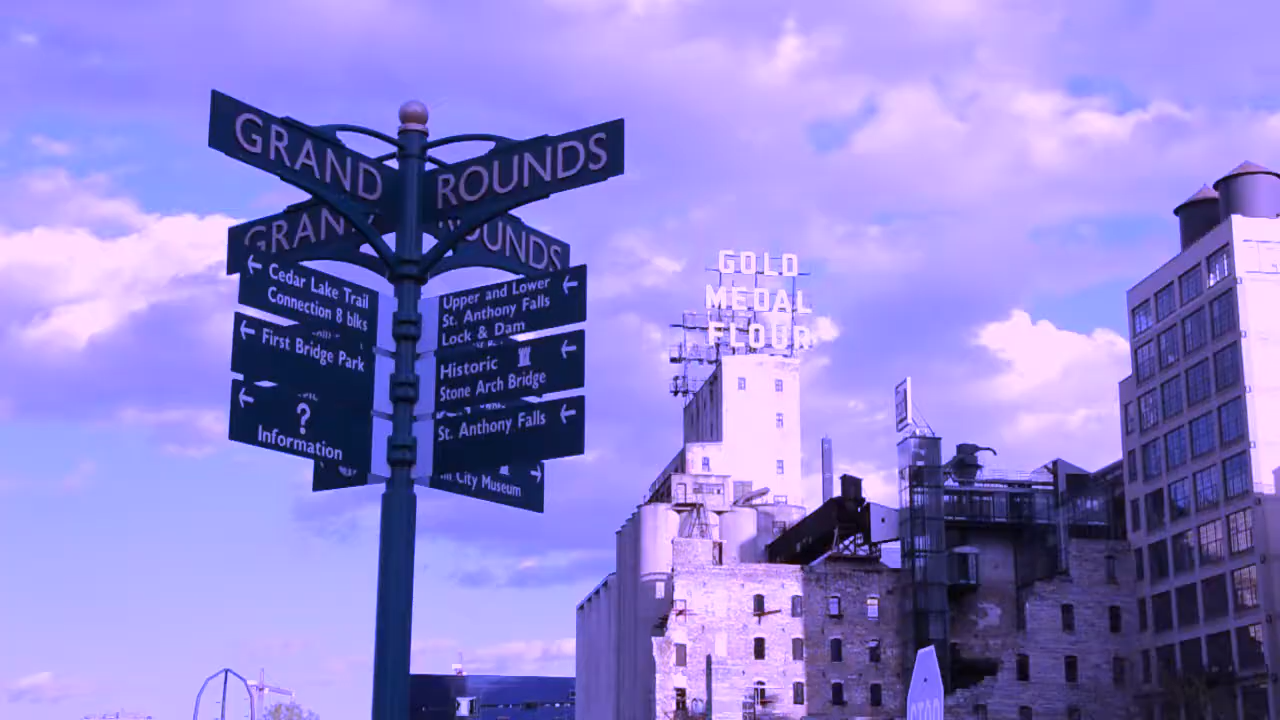 GRAND ROUNDS
GRAND ROUNDS
Cedar Lake Trail
Connection 8 blks
First Bridge Park
?
Information
Upper and Lower
St. Anthony Falls
Lock & Dam
Historic
Stone Arch Bridge
St. Anthony Falls
City Museum
GOLD
MEDAL
FLOUR
STOP